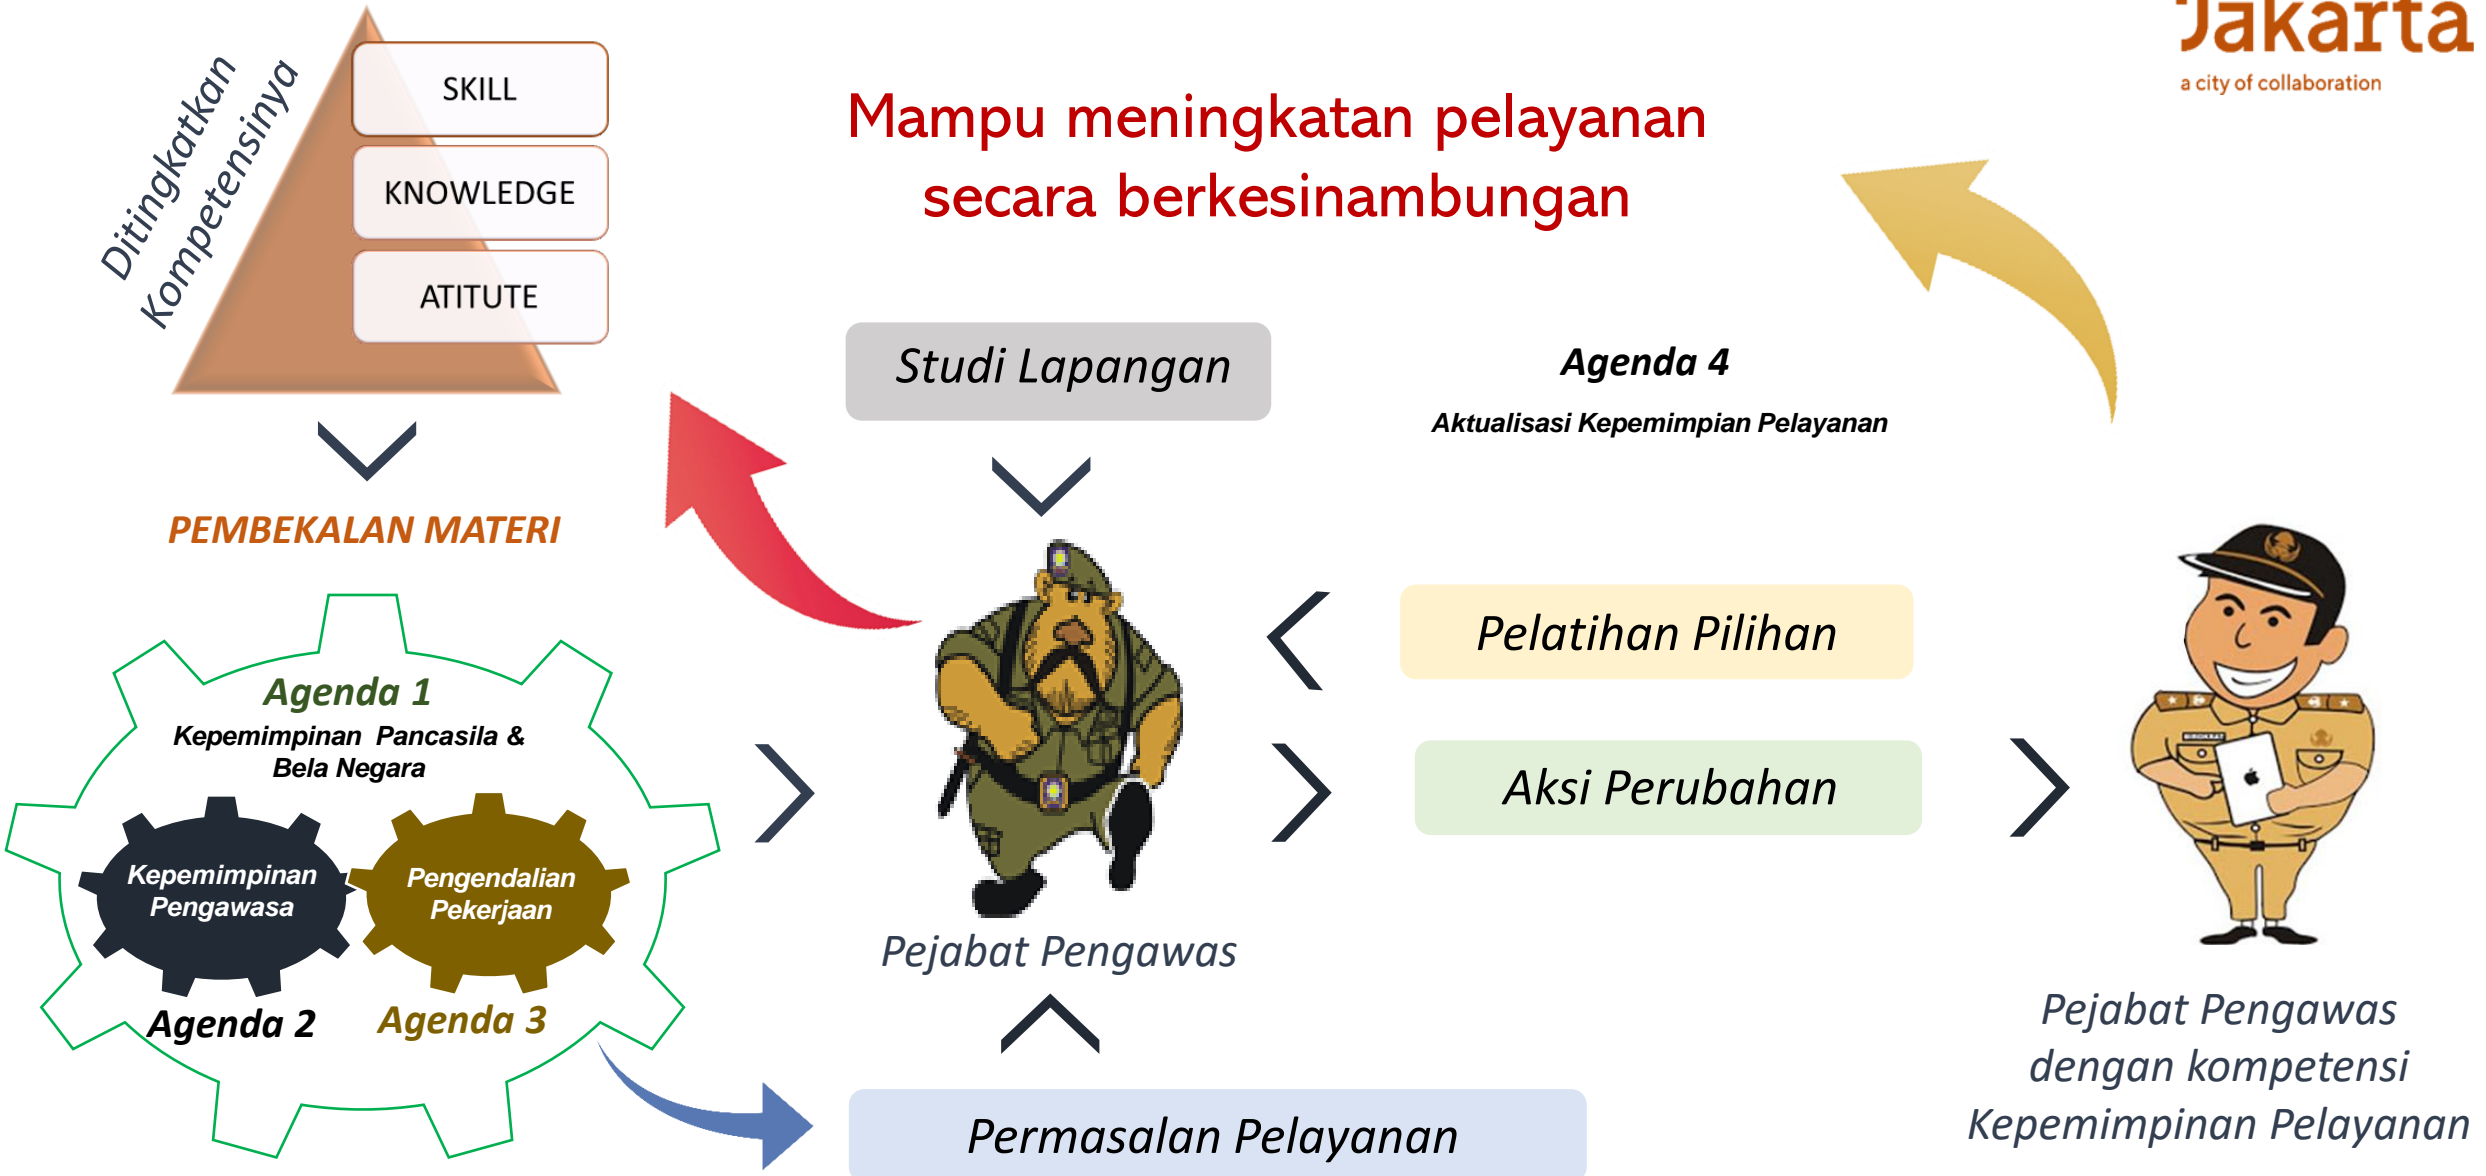 Jakarta
a city of collaboration
Ditingkatkan
Kompetensinya
SKILL
KNOWLEDGE
ATITUTE
Mampu meningkatan pelayanan
secara berkesinambungan
Studi Lapangan
Agenda 4
Aktualisasi Kepemimpian Pelayanan
PEMBEKALAN MATERI
Agenda 1
Kepemimpinan Pancasila &
Bela Negara
Kepemimpinan
Pengawasa
Pengendalian
Pekerjaan
Agenda 2
Agenda 3
Pelatihan Pilihan
Aksi Perubahan
Pejabat Pengawas
Permasalan Pelayanan
Pejabat Pengawas
dengan kompetensi
Kepemimpinan Pelayanan